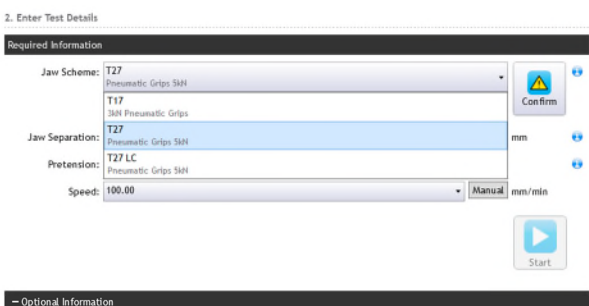 2. Enter Test Details
Required Information
Jaw Scheme: T27
Pneumatic Grips 5kN
Confirm
T17
3kN Pneumatic Grips
T27
Jaw Separation: Pneumatic Grips 5kN mm
T27 LC
Pretension: Pneumatic Grips 5kN
Speed: 100.00 Manual mm/min
Start
− Optional Information